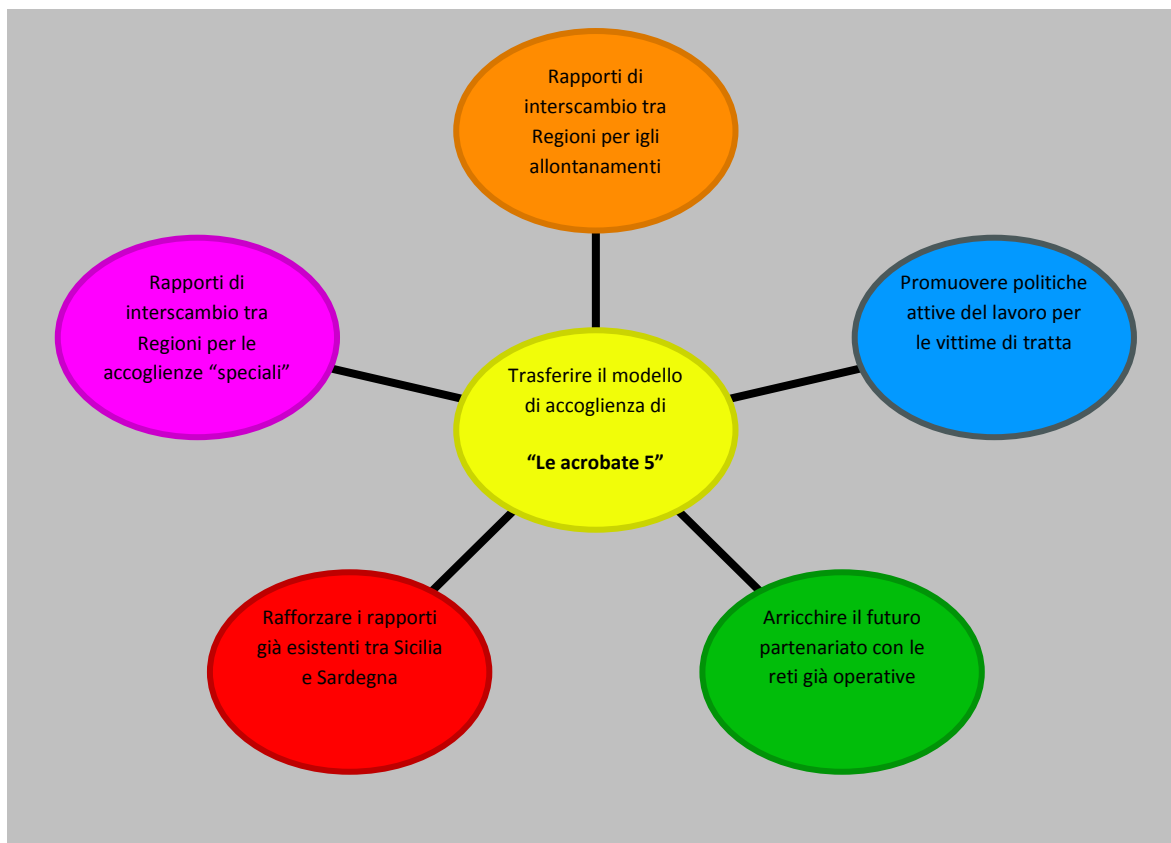 Rapporti di
interscambio tra
Regioni per igli
allontanamenti
Rapporti di
interscambio tra
Regioni per le
accoglienze “speciali”
Promuovere politiche
attive del lavoro per
le vittime di tratta
Trasferire il modello
di accoglienza di
“Le acrobate 5”
Rafforzare i rapporti
già esistenti tra Sicilia
e Sardegna
Arricchire il futuro
partenariato con le
reti già operative